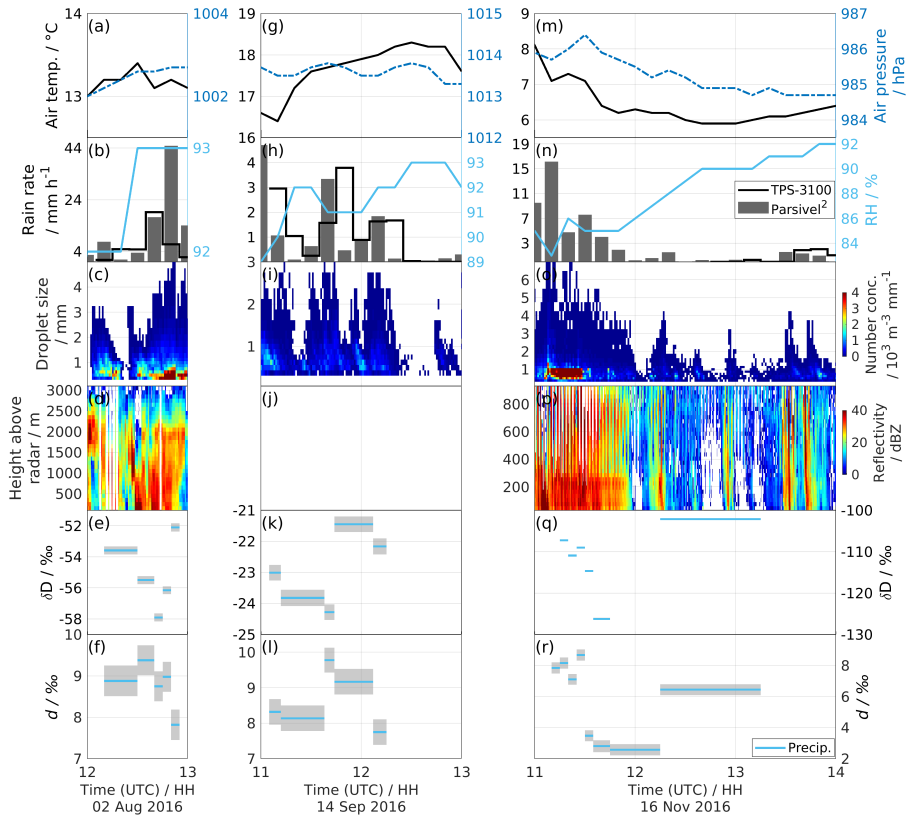 (a)
14
13
Air temp. / °C
1004
1002
(g)
19
18
17
16
1015
1014
1013
1012
(m)
9
8
7
6
987
986
985
984
Air pressure
/ hPa
(b)
44
4
Rain rate
/ mm h-1
93
92
(h)
4
3
2
1
3
93
92
91
90
89
(n)
19
15
11
7
3
90
88
86
84
RH / %
TPS-3100
Parsivel2
(c)
4
3
2
1
Droplet size
/ mm
(i)
2
1
(o)
6
5
4
3
2
1
4
2
0
Number conc.
/ 103 m-3 mm-1
(d)
3000
2500
2000
1500
1000
500
Height above
radar / m
(j)
(p)
800
600
400
200
40
20
0
Reflectivity
/ dBZ
(e)
-52
-54
-56
-58
δD / ‰
(k)
-21
-22
-23
-24
-25
(q)
-100
-110
-120
-130
δD / ‰
(f)
10
9
8
7
d / ‰
(l)
10
9
8
7
(r)
8
6
4
2
d / ‰
Precip.
12 13
Time (UTC) / HH
02 Aug 2016
11 12 13
Time (UTC) / HH
14 Sep 2016
11 12 13 14
Time (UTC) / HH
16 Nov 2016